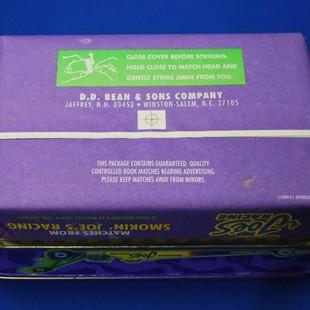 CLOSE COVER BEFORE STRIKING.
HOLD CLOSE TO MATCH HEAD AND
GENTLY STRIKE AWAY FROM YOU.
D.D. BEAN & SONS COMPANY
JAFFREY, N.H. 03452 • WINSTON-SALEM, N.C. 27105
THIS PACKAGE CONTAINS GUARANTEED, QUALITY-
CONTROLLED BOOK MATCHES BEARING ADVERTISING.
PLEASE KEEP MATCHES AWAY FROM MINORS.
MATCHES FROM
SMOKIN' JOE'S RACING
JOE'S
RACING